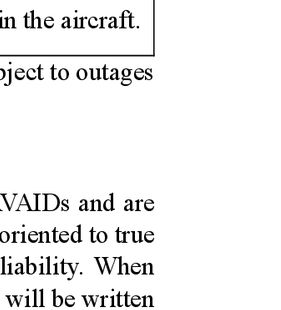 in the aircraft.
bject to outages
VAIDs and are
oriented to true
liability. When
will be written